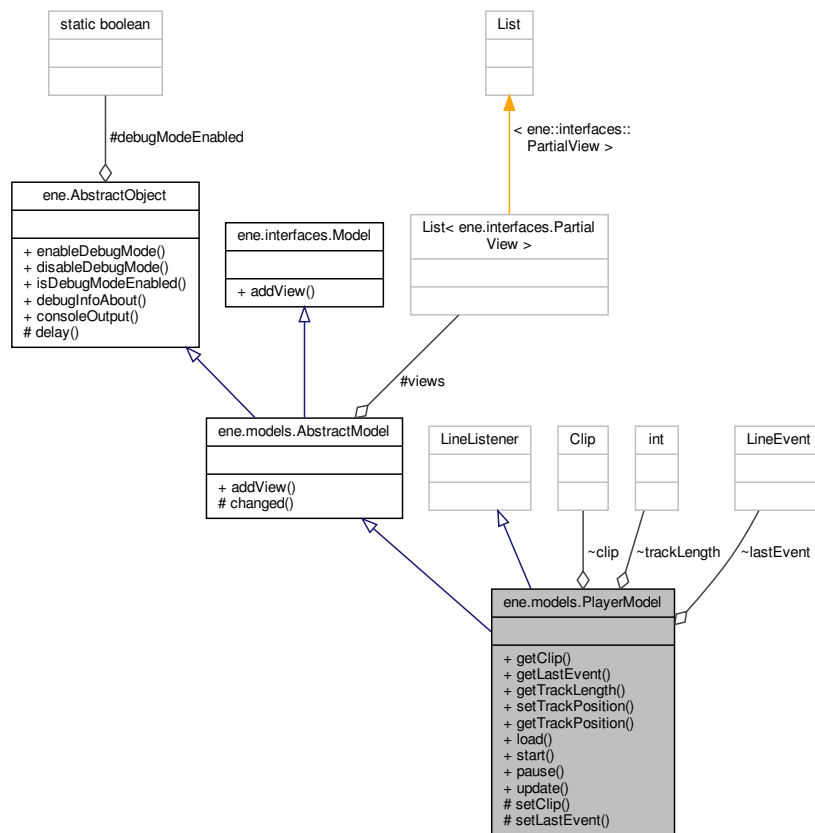 static boolean
List
#debugModeEnabled
< ene::interfaces::
PartialView >
ene.AbstractObject
+ enableDebugMode()
+ disableDebugMode()
+ isDebugModeEnabled()
+ debugInfoAbout()
+ consoleOutput()
# delay()
ene.interfaces.Model
+ addView()
List< ene.interfaces.Partial
View >
#views
ene.models.AbstractModel
+ addView()
# changed()
LineListener
Clip
int
LineEvent
~clip
~trackLength
~lastEvent
ene.models.PlayerModel
+ getClip()
+ getLastEvent()
+ getTrackLength()
+ setTrackPosition()
+ getTrackPosition()
+ load()
+ start()
+ pause()
+ update()
# setClip()
# setLastEvent()